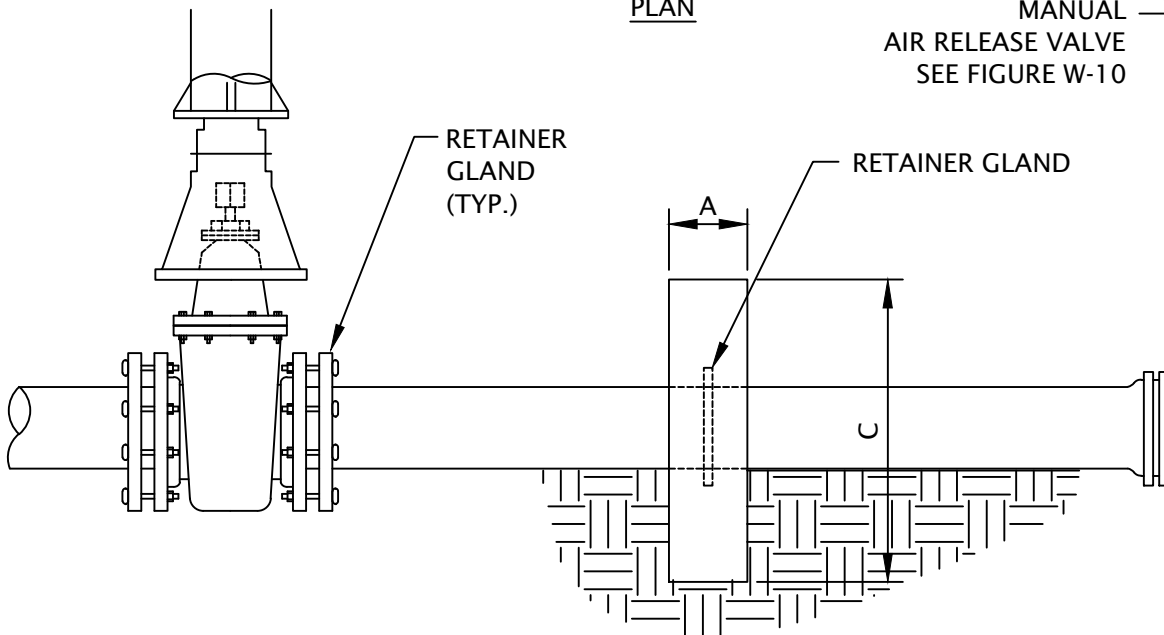 PLAN
MANUAL
AIR RELEASE VALVE
SEE FIGURE W-10
RETAINER
GLAND
(TYP.)
RETAINER GLAND
A
C